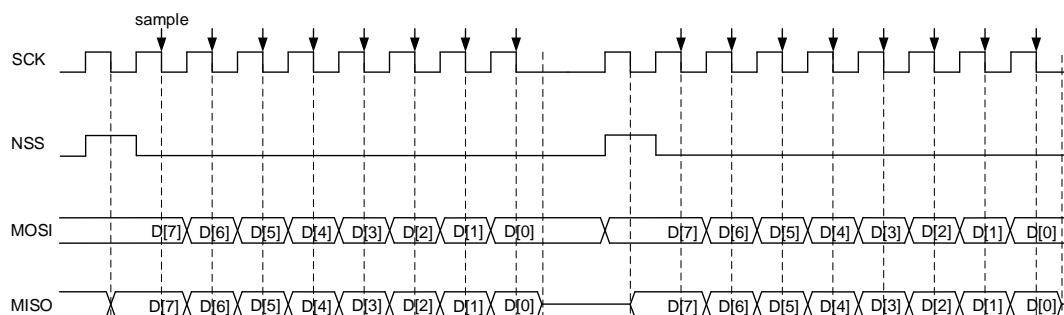 sample
SCK
NSS
MOSI D[7] D[6] D[5] D[4] D[3] D[2] D[1] D[0] D[7] D[6] D[5] D[4] D[3] D[2] D[1] D[0]
MISO D[7] D[6] D[5] D[4] D[3] D[2] D[1] D[0] D[7] D[6] D[5] D[4] D[3] D[2] D[1] D[0]